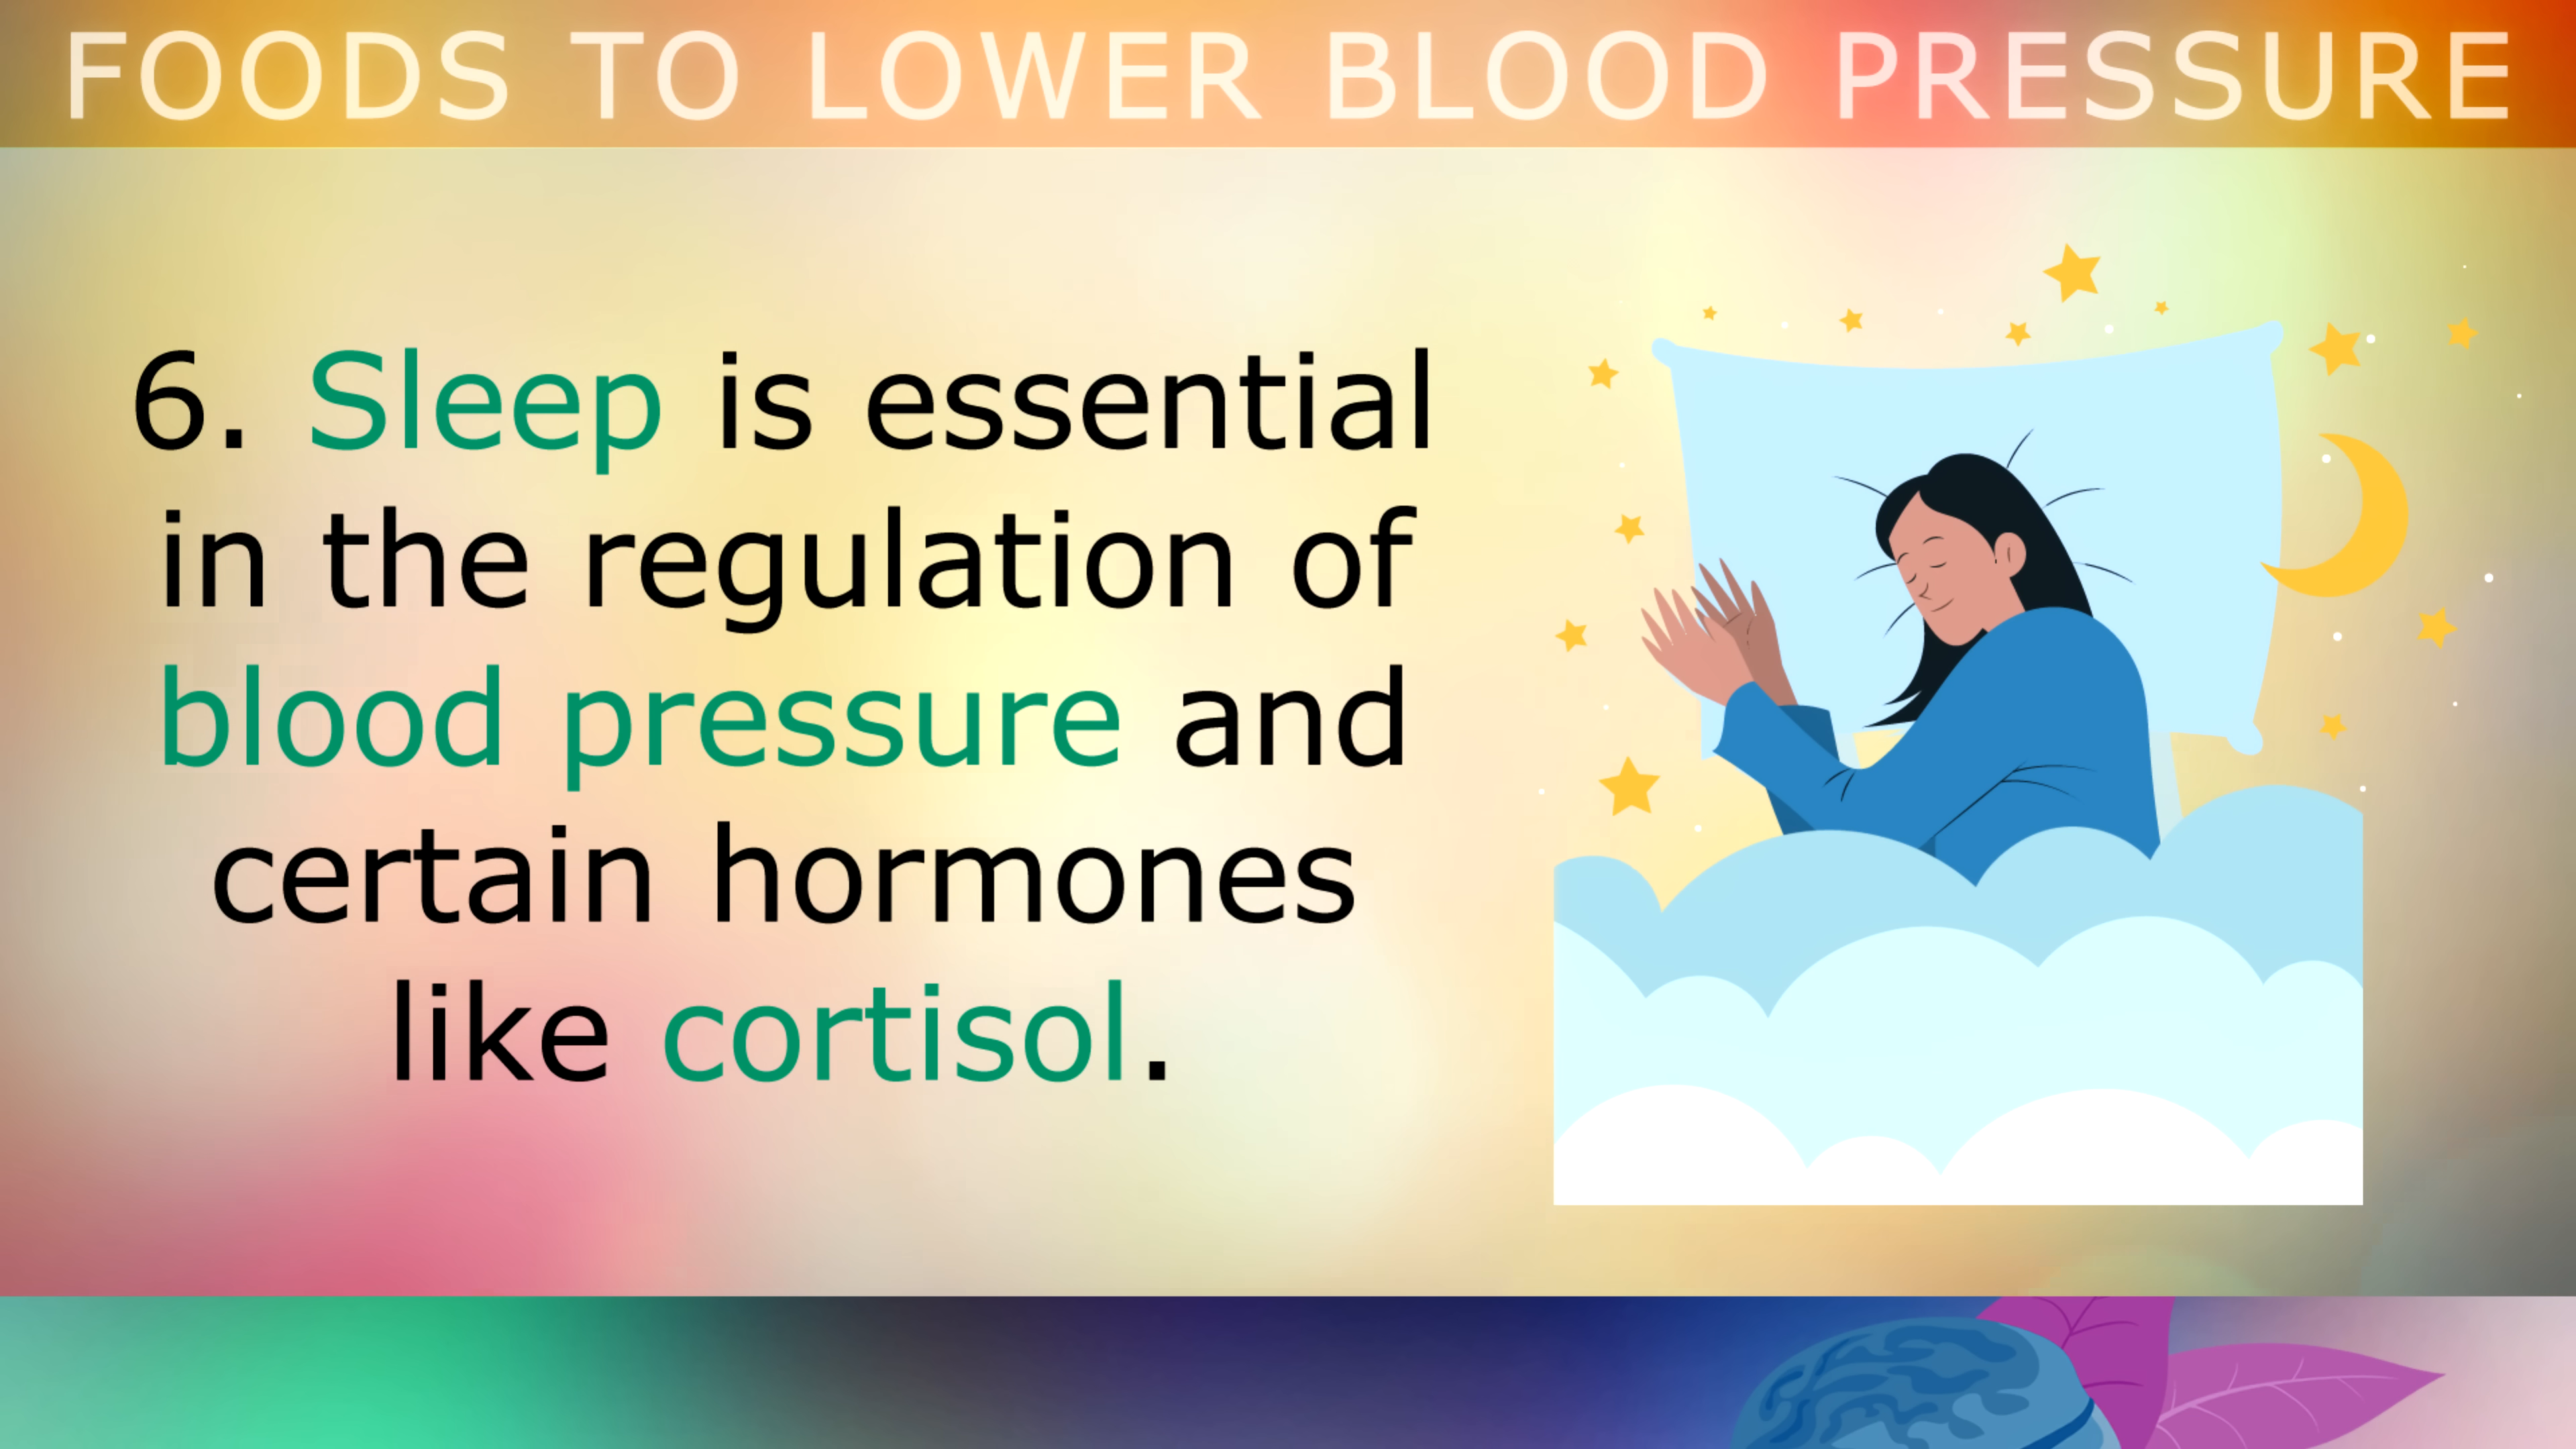 FOODS TO LOWER BLOOD PRESSURE
6. Sleep is essential
in the regulation of
blood pressure and
certain hormones
like cortisol.